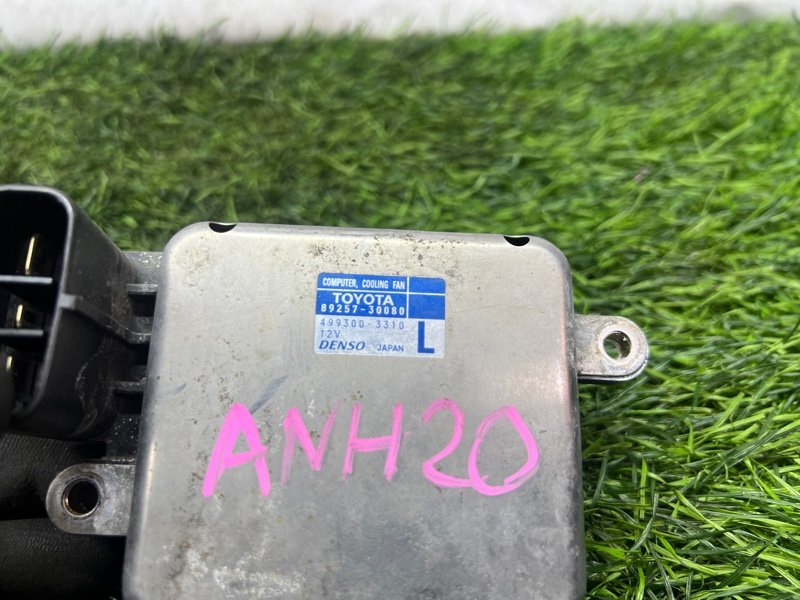 COMPUTER, COOLING FAN
TOYOTA
89257-30080
499300-3310
12V
DENSO JAPAN L
ANH20